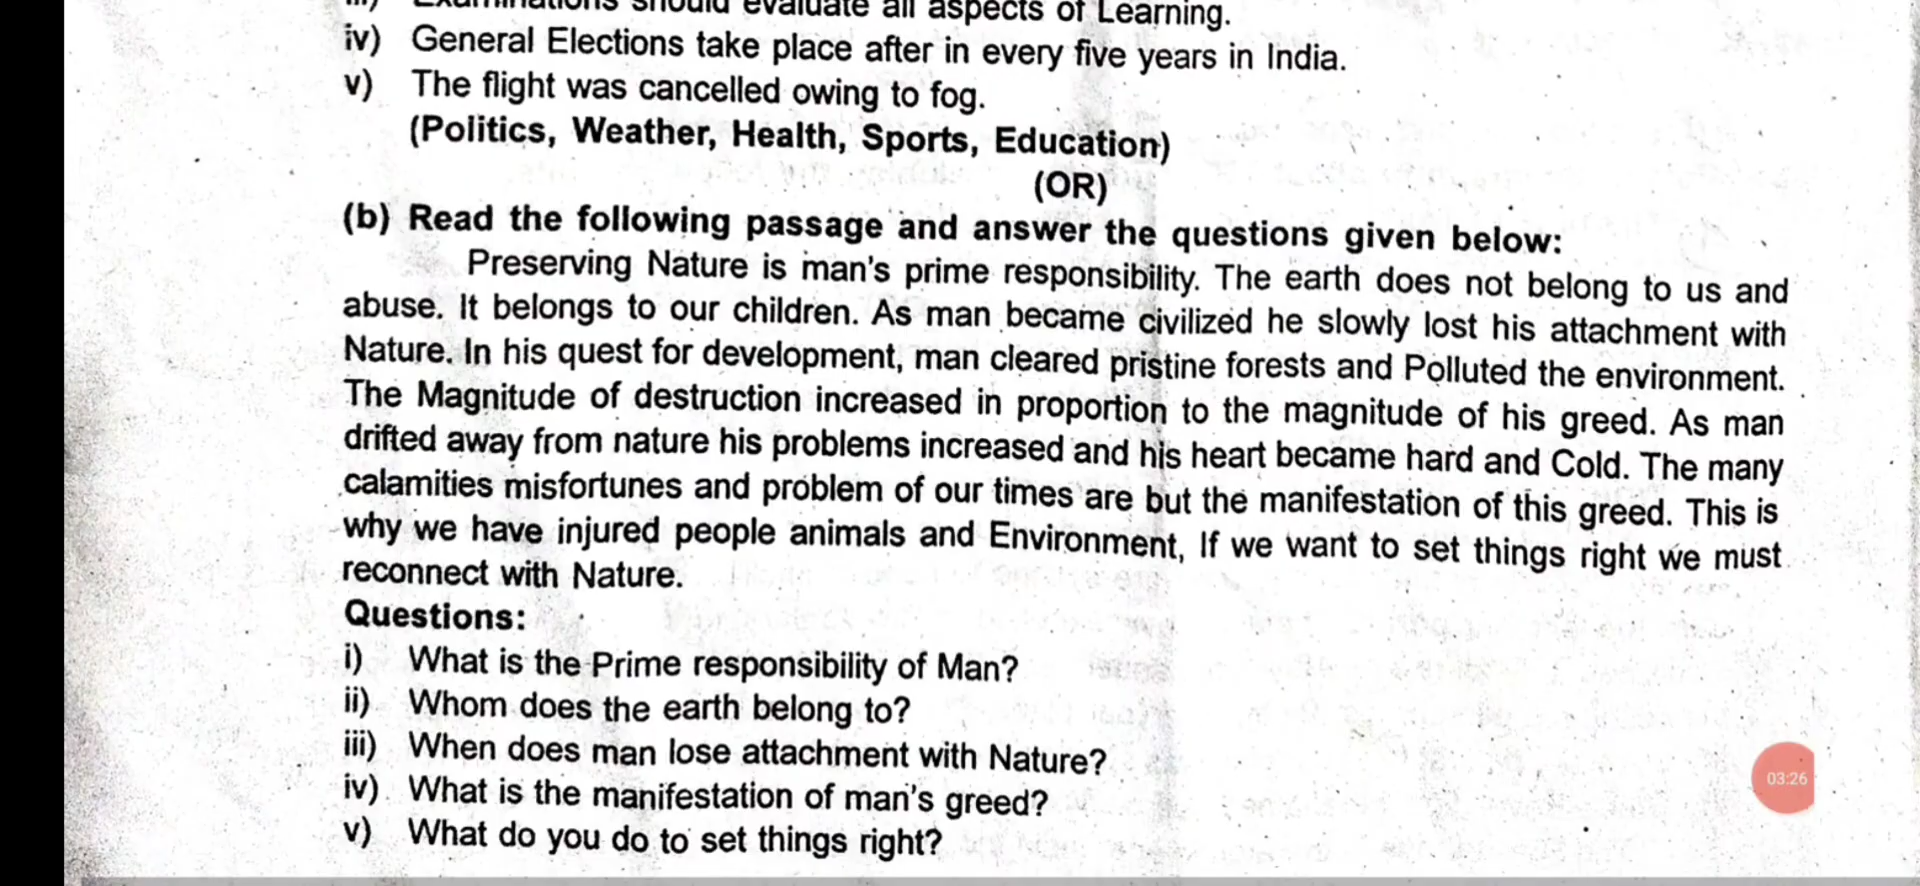 iii) Examinations should evaluate all aspects of Learning.
iv) General Elections take place after in every five years in India.
v) The flight was cancelled owing to fog.
(Politics, Weather, Health, Sports, Education)
(OR)
(b) Read the following passage and answer the questions given below:
Preserving Nature is man's prime responsibility. The earth does not belong to us and
abuse. It belongs to our children. As man became civilized he slowly lost his attachment with
Nature. In his quest for development, man cleared pristine forests and Polluted the environment.
The Magnitude of destruction increased in proportion to the magnitude of his greed. As man
drifted away from nature his problems increased and his heart became hard and Cold. The many
calamities misfortunes and problem of our times are but the manifestation of this greed. This is
why we have injured people animals and Environment, If we want to set things right we must
reconnect with Nature.
Questions:
i) What is the Prime responsibility of Man?
ii) Whom does the earth belong to?
iii) When does man lose attachment with Nature?
iv) What is the manifestation of man's greed?
v) What do you do to set things right?
03:26